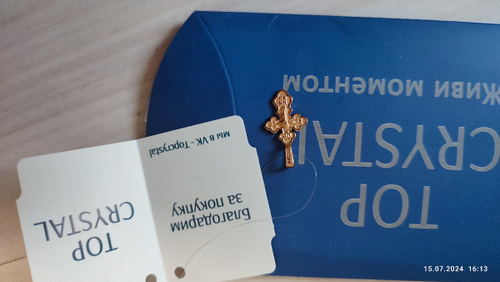 TOP
CRYSTAL
Живи моментом
TOP
CRYSTAL
Благодарим
за покупку
Мы в VK - Topcrystal
15.07.2024 16:13